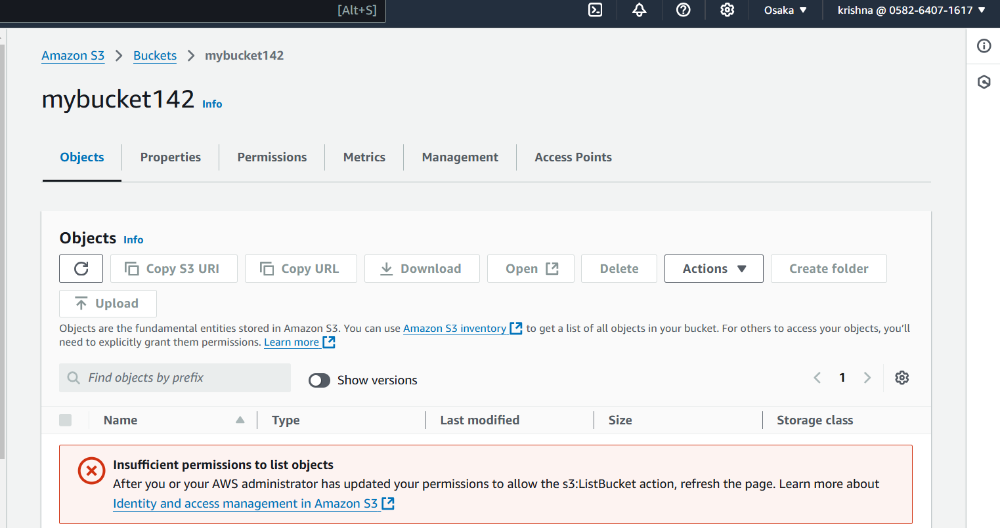 [Alt+S]
Osaka
krishna @ 0582-6407-1617
Amazon S3 Buckets mybucket142
mybucket142 Info
Objects Properties Permissions Metrics Management Access Points
Objects Info
Copy S3 URI Copy URL Download Open Delete Actions Create folder
Upload
Objects are the fundamental entities stored in Amazon S3. You can use Amazon S3 inventory to get a list of all objects in your bucket. For others to access your objects, you’ll
need to explicitly grant them permissions. Learn more
Find objects by prefix Show versions 1
Name Type Last modified Size Storage class
Insufficient permissions to list objects
After you or your AWS administrator has updated your permissions to allow the s3:ListBucket action, refresh the page. Learn more about
Identity and access management in Amazon S3